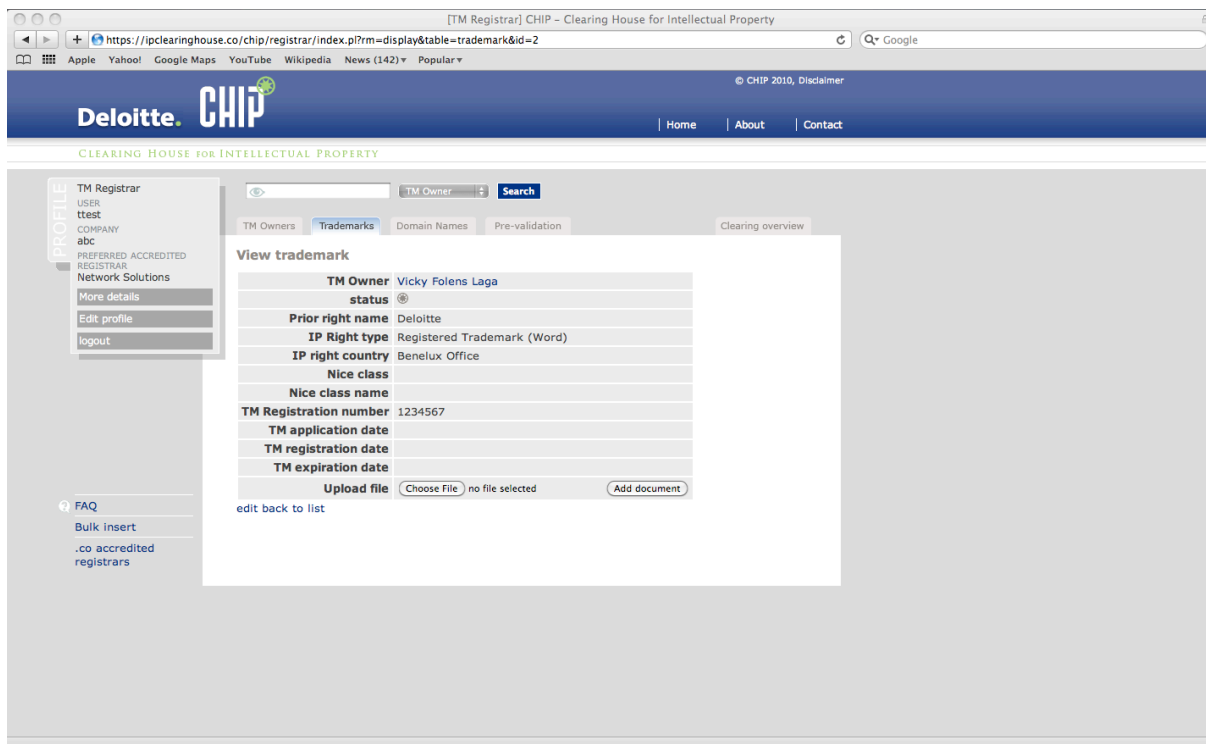 [TM Registrar] CHIP – Clearing House for Intellectual Property
https://ipclearinghouse.co/chip/registrar/index.pl?rm=display&table=trademark&id=2
Google
Apple Yahoo! Google Maps YouTube Wikipedia News (142) Popular
© CHIP 2010, Disclaimer
Deloitte. CHIP
Home About Contact
CLEARING HOUSE FOR INTELLECTUAL PROPERTY
PROFILE
TM Registrar
USER
ttest
COMPANY
abc
PREFERRED ACCREDITED
REGISTRAR
Network Solutions
More details
Edit profile
logout
TM Owner Search
TM Owners Trademarks Domain Names Pre-validation Clearing overview
View trademark
TM Owner Vicky Folens Laga
status
Prior right name Deloitte
IP Right type Registered Trademark (Word)
IP right country Benelux Office
Nice class
Nice class name
TM Registration number 1234567
TM application date
TM registration date
TM expiration date
Upload file Choose File no file selected Add document
edit back to list
? FAQ
Bulk insert
.co accredited
registrars